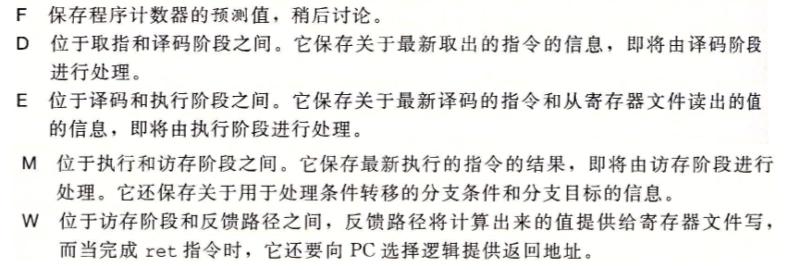 F 保存程序计数器的预测值，稍后讨论。
D 位于取指和译码阶段之间。它保存关于最新取出的指令的信息，即将由译码阶段
进行处理。
E 位于译码和执行阶段之间。它保存关于最新译码的指令和从寄存器文件读出的值
的信息，即将由执行阶段进行处理。
M 位于执行和访存阶段之间。它保存最新执行的指令的结果，即将由访存阶段进行
处理。它还保存关于用于处理条件转移的分支条件和分支目标的信息。
W 位于访存阶段和反馈路径之间，反馈路径将计算出来的值提供给寄存器文件写，
而当完成 ret 指令时，它还要向 PC 选择逻辑提供返回地址。